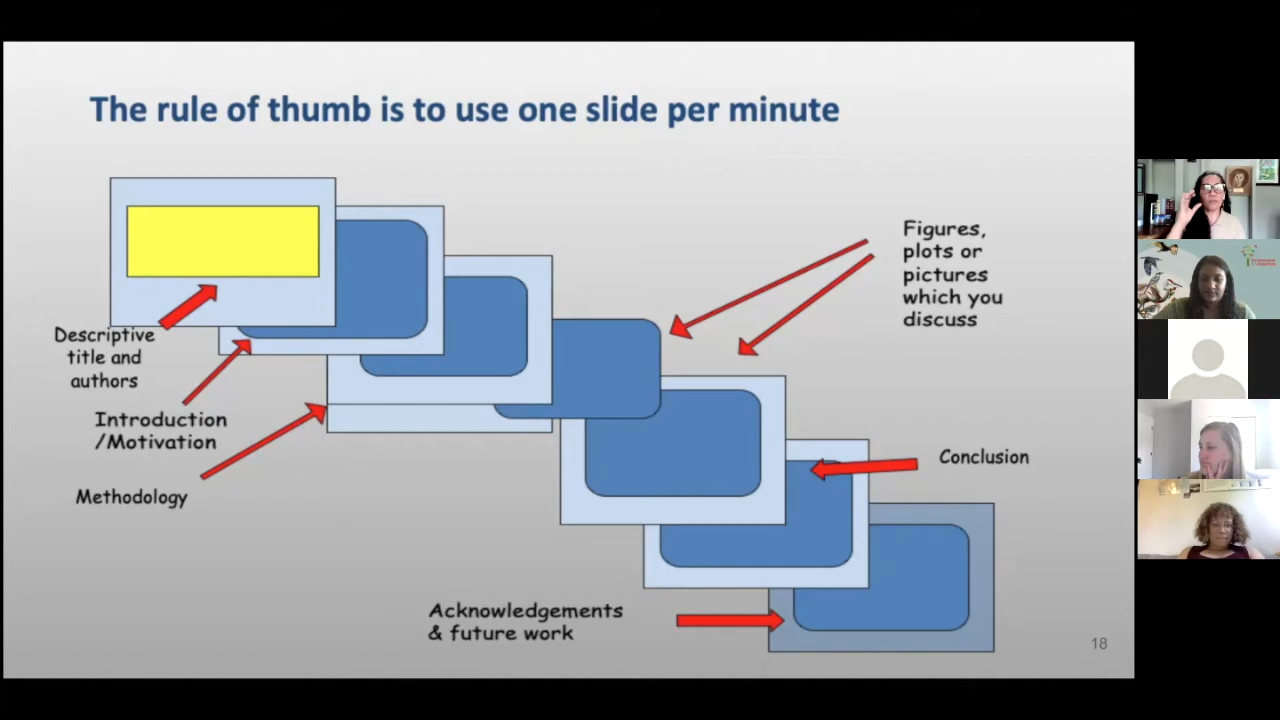 The rule of thumb is to use one slide per minute
Figures,
plots or
pictures
which you
discuss
Descriptive
title and
authors
Introduction
/Motivation
Methodology
Conclusion
Acknowledgements
& future work
18